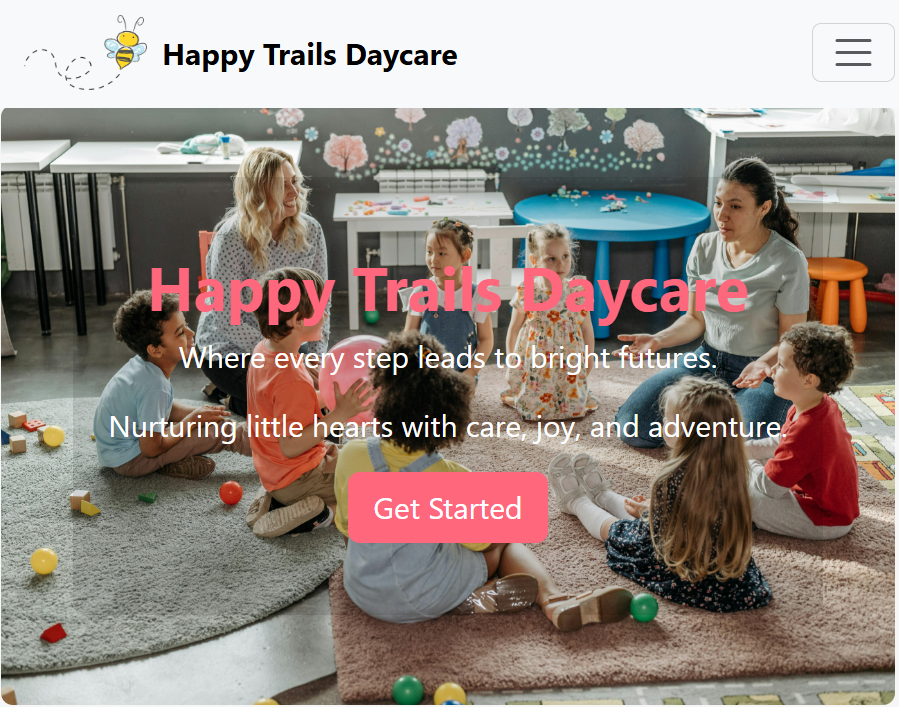 Happy Trails Daycare
Happy Trails Daycare
Where every step leads to bright futures.
Nurturing little hearts with care, joy, and adventure.
Get Started